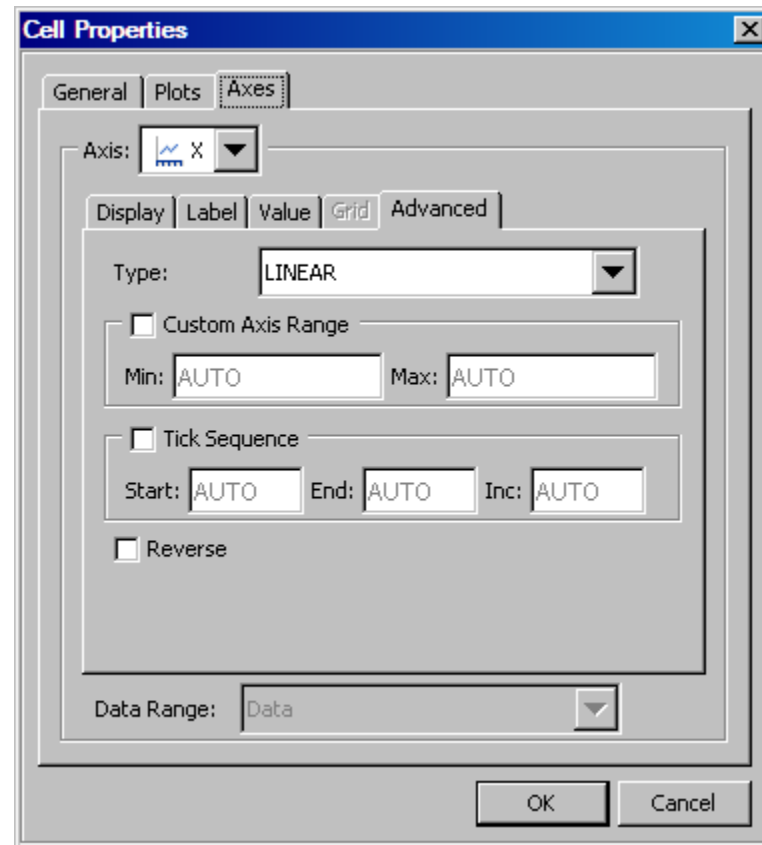 Cell Properties
General Plots Axes
Axis: X
Display Label Value Grid Advanced
Type: LINEAR
Custom Axis Range
Min: AUTO Max: AUTO
Tick Sequence
Start: AUTO End: AUTO Inc: AUTO
Reverse
Data Range: Data
OK Cancel